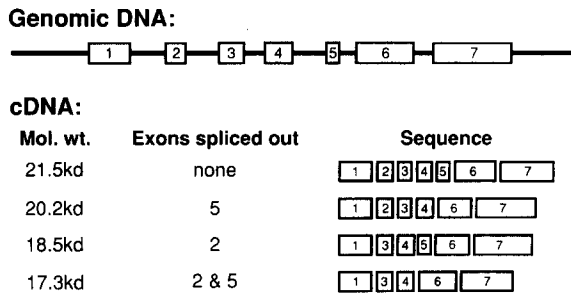 Genomic DNA:
1 2 3 4 5 6 7
cDNA:
Mol. wt. Exons spliced out Sequence
21.5kd none 1 2 3 4 5 6 7
20.2kd 5 1 2 3 4 6 7
18.5kd 2 1 3 4 5 6 7
17.3kd 2 & 5 1 3 4 6 7